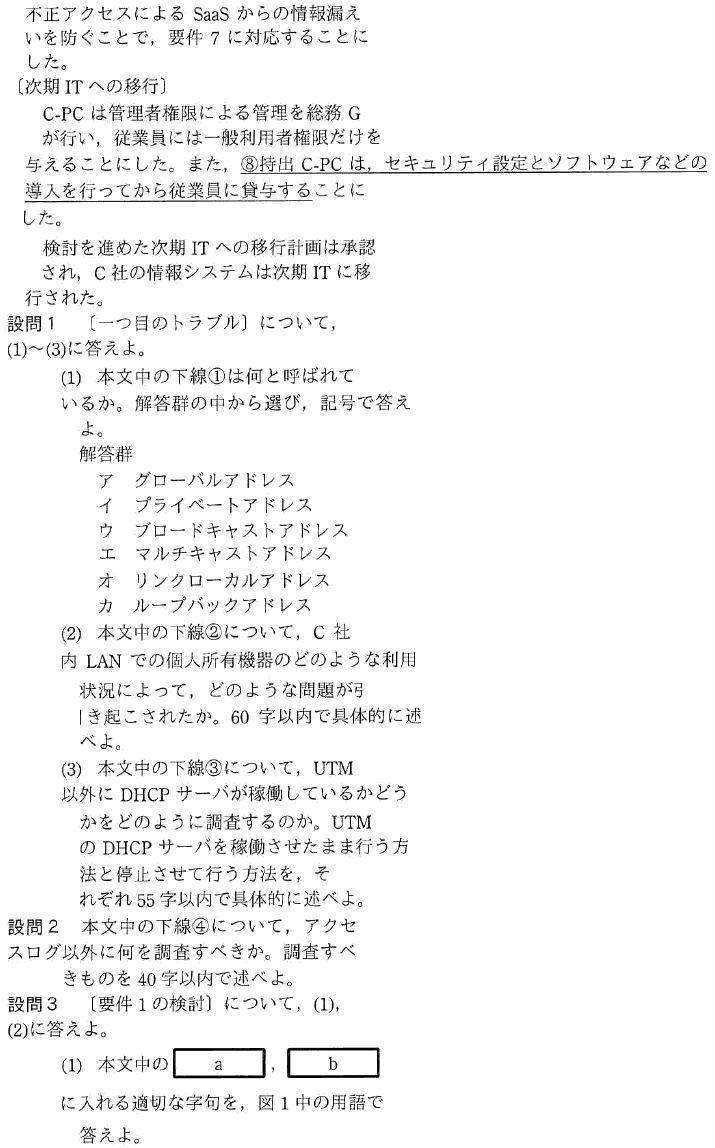 不正アクセスによる SaaS からの情報漏え
いを防ぐことで，要件 7 に対応することに
した。
〔次期 IT への移行〕
C-PC は管理者権限による管理を総務 G
が行い，従業員には一般利用者権限だけを
与えることにした。また，⑧持出 C-PC は，セキュリティ設定とソフトウェアなどの
導入を行ってから従業員に貸与することに
した。
検討を進めた次期 IT への移行計画は承認
され，C 社の情報システムは次期 IT に移
行された。
設問１　〔一つ目のトラブル〕について，
(1)～(3)に答えよ。
(1)　本文中の下線①は何と呼ばれて
いるか。解答群の中から選び，記号で答え
よ。
解答群
ア　グローバルアドレス
イ　プライベートアドレス
ウ　ブロードキャストアドレス
エ　マルチキャストアドレス
オ　リンクローカルアドレス
カ　ループバックアドレス
(2)　本文中の下線②について，C 社
内 LAN での個人所有機器のどのような利用
状況によって，どのような問題が引
き起こされたか。60 字以内で具体的に述
べよ。
(3)　本文中の下線③について，UTM
以外に DHCP サーバが稼働しているかどう
かをどのように調査するのか。UTM
の DHCP サーバを稼働させたまま行う方
法と停止させて行う方法を，そ
れぞれ 55 字以内で具体的に述べよ。
設問２　本文中の下線④について，アクセ
スログ以外に何を調査すべきか。調査すべ
きものを 40 字以内で述べよ。
設問３　〔要件 1 の検討〕について，(1)，
(2)に答えよ。
(1)　本文中の a ， b
に入れる適切な字句を，図 1 中の用語で
答えよ。